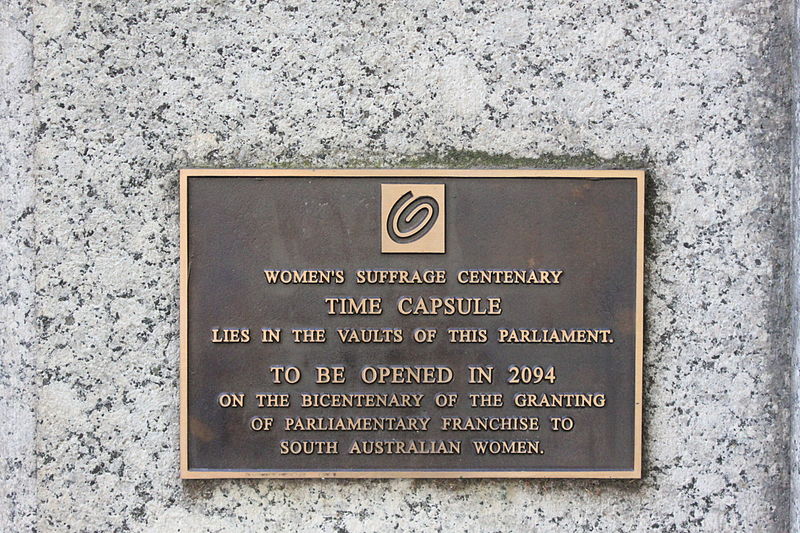 WOMEN'S SUFFRAGE CENTENARY
TIME CAPSULE
LIES IN THE VAULTS OF THIS PARLIAMENT.
TO BE OPENED IN 2094
ON THE BICENTENARY OF THE GRANTING
OF PARLIAMENTARY FRANCHISE TO
SOUTH AUSTRALIAN WOMEN.